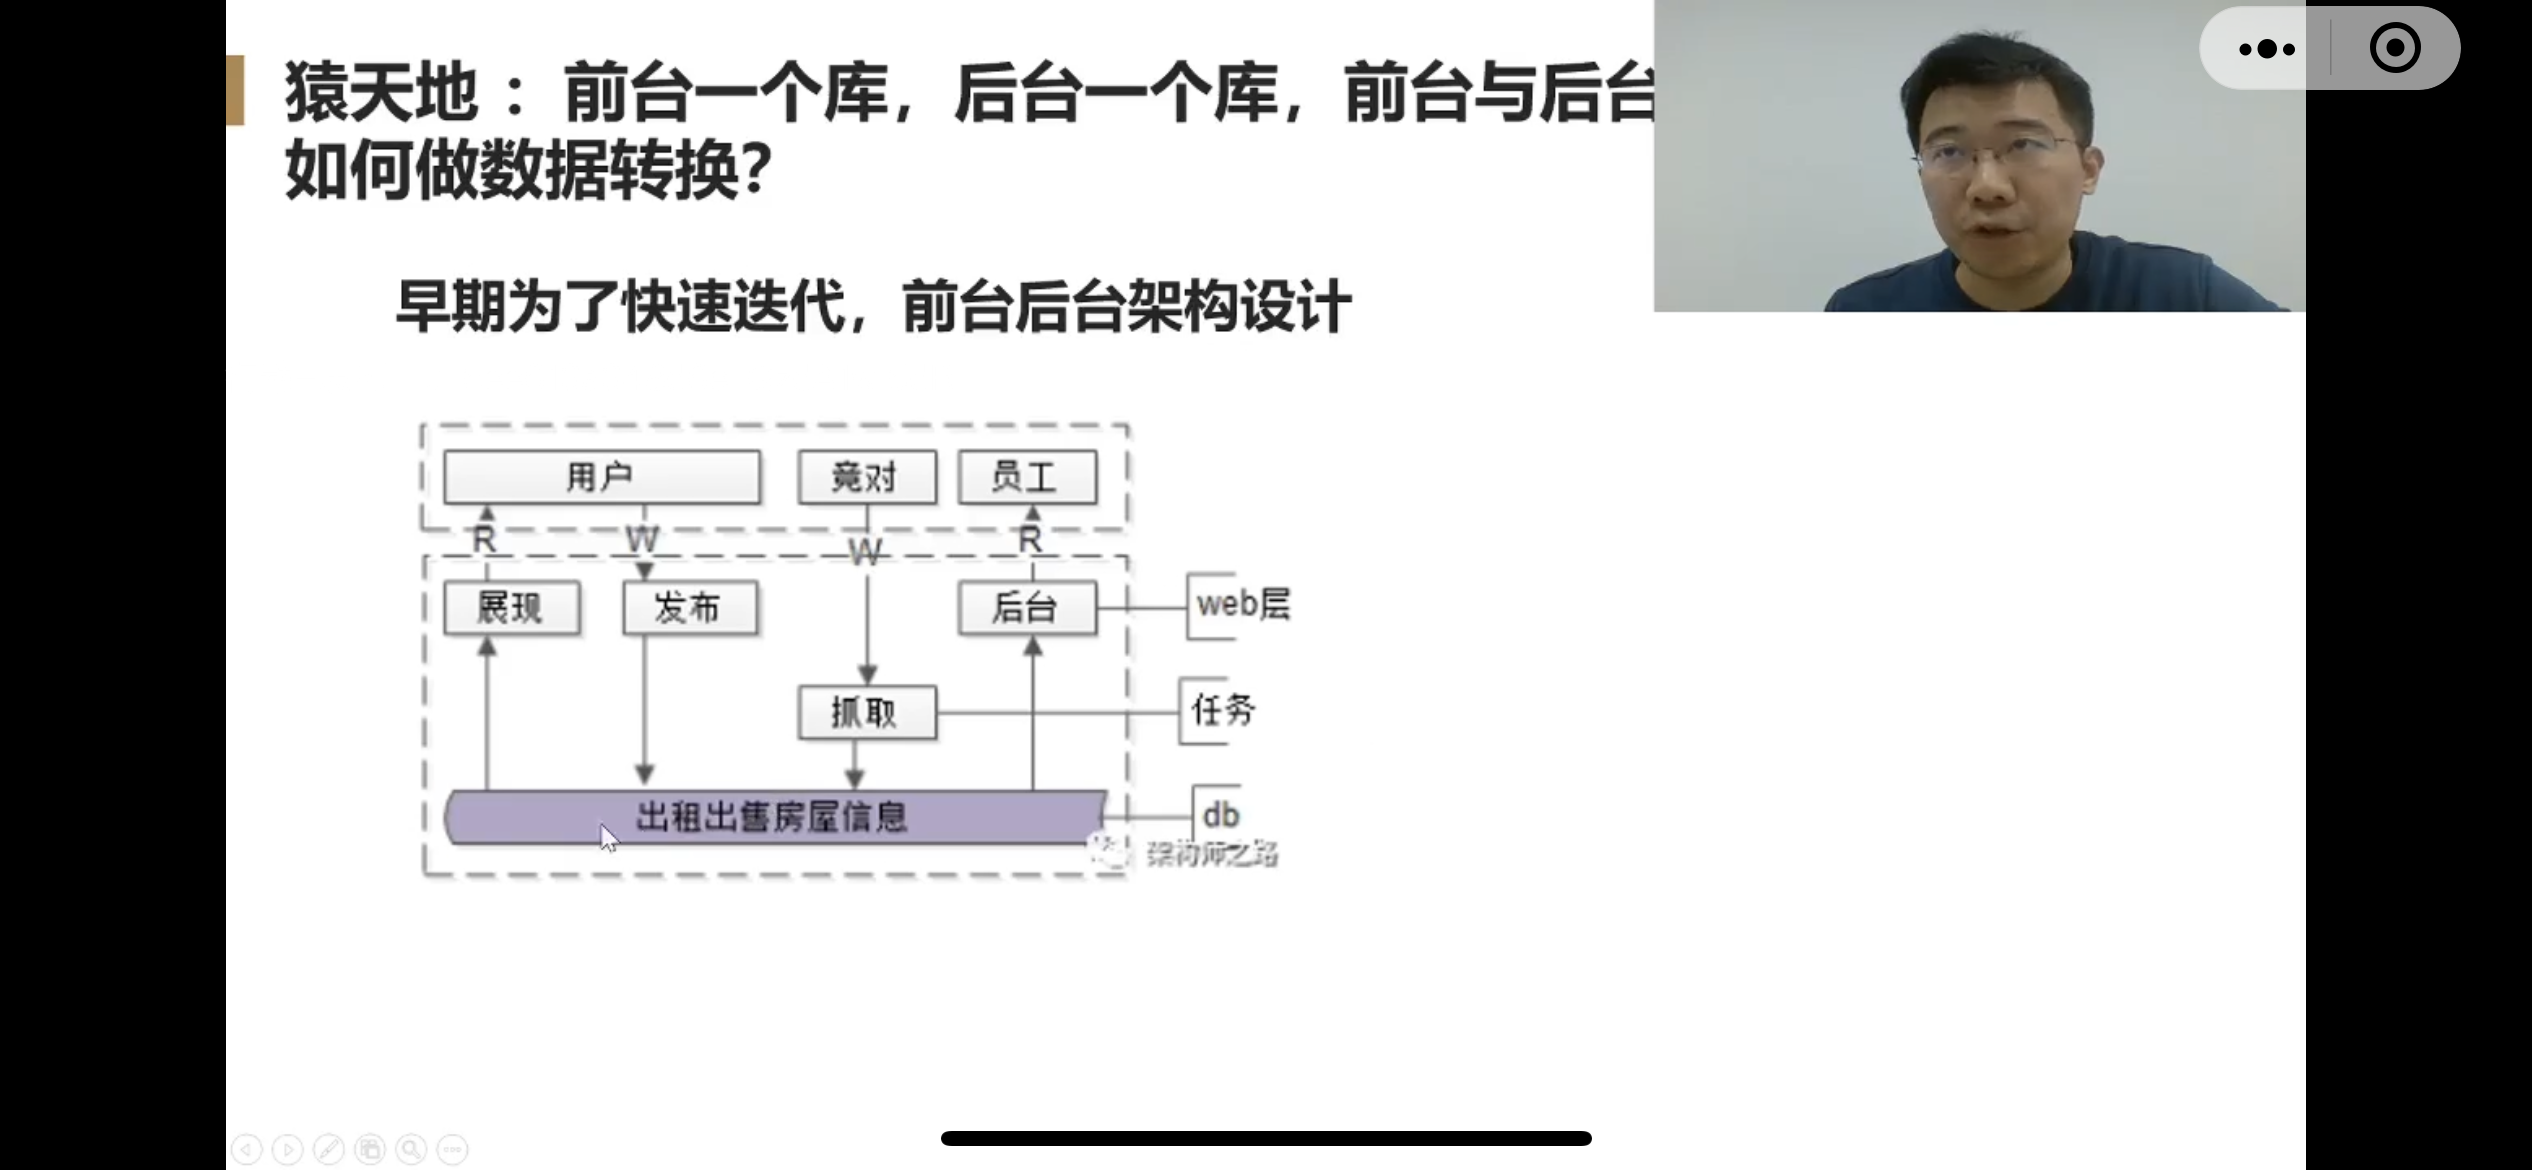 猿天地 ：前台一个库，后台一个库，前台与后台
如何做数据转换？
早期为了快速迭代，前台后台架构设计
用户
竟对
员工
R
W
W
R
展现
发布
后台
web层
抓取
任务
出租出售房屋信息
db
架构师之路